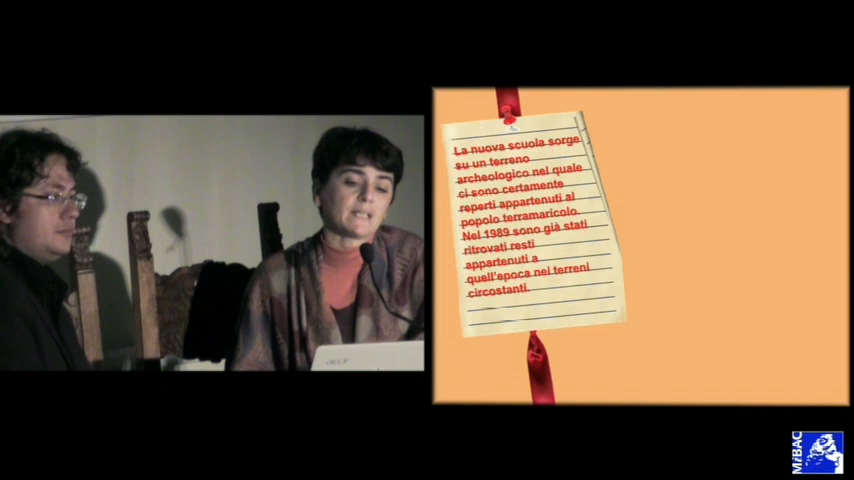 La nuova scuola sorge
su un terreno
archeologico nel quale
ci sono certamente
reperti appartenuti al
popolo terramaricolo.
Nel 1989 sono già stati
ritrovati resti
appartenuti a
quell'epoca nei terreni
circostanti.
acer
MiBAC